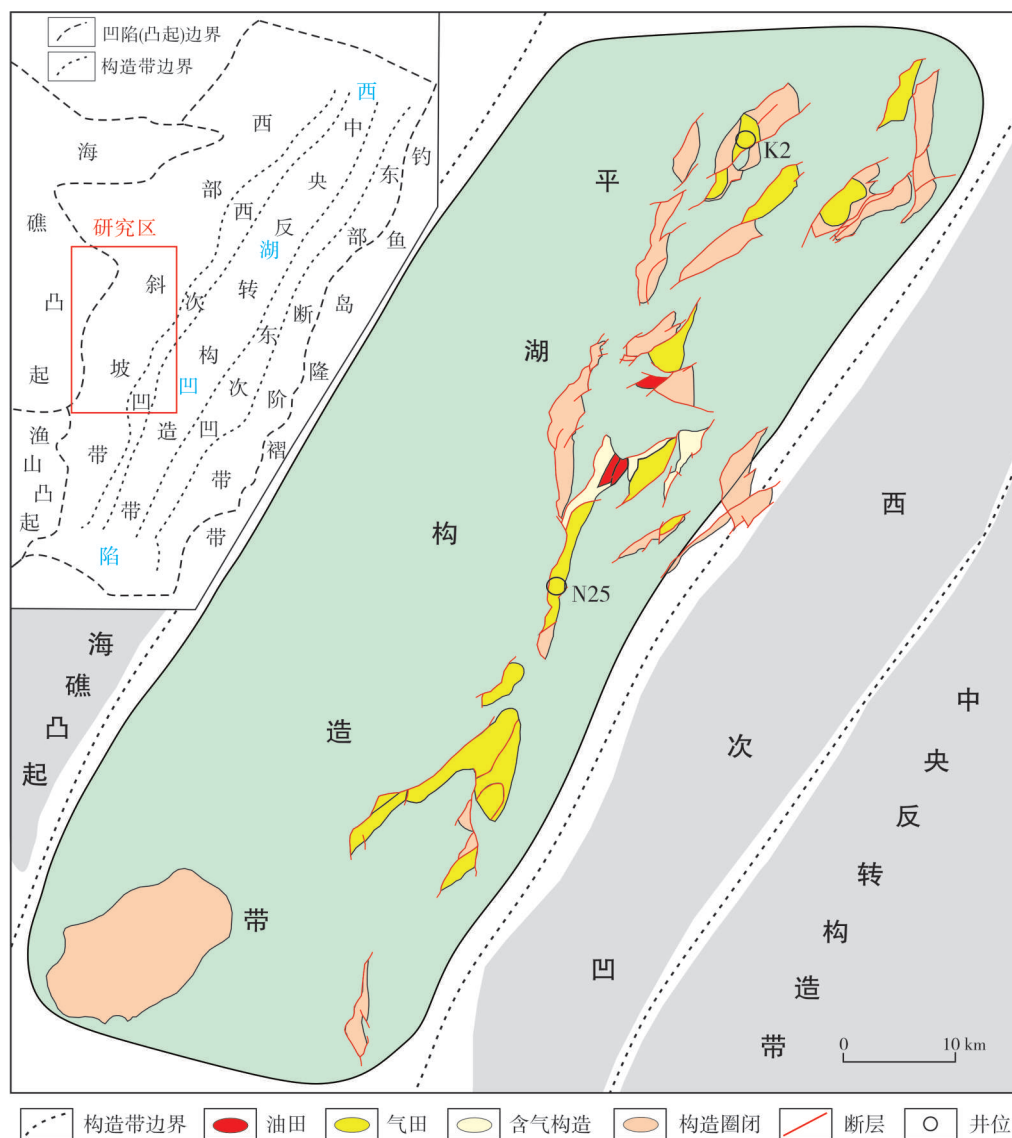 凹陷(凸起)边界
构造带边界
西湖凹陷
海礁凸起
渔山凸起
西部斜坡带
西次凹带
中央反转构造带
东次凹
东部断阶带
钓鱼岛隆褶带
研究区
平湖构造带
K2
N25
海礁凸起
西次凹
中央反转构造带
0 10 km
构造带边界 油田 气田 含气构造 构造圈闭 断层 井位